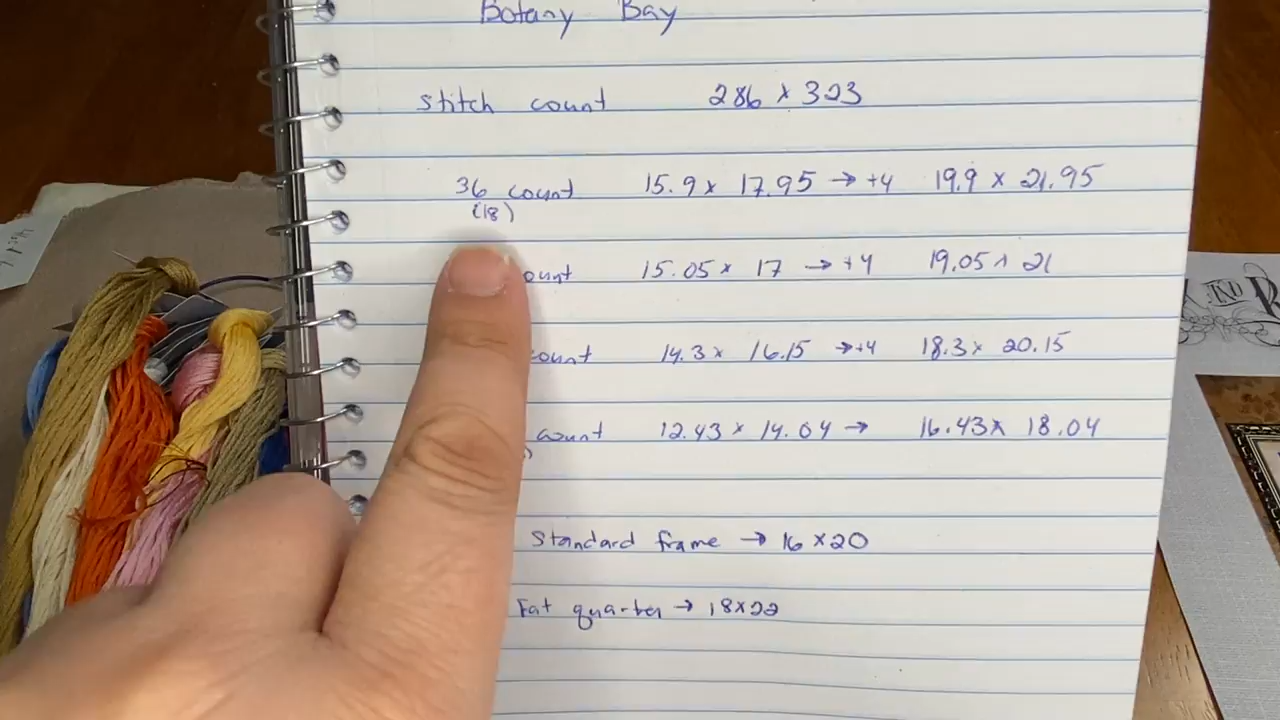 Botany Bay
stitch count 286 x 323
36 count 15.9 x 17.95 → +4 19.9 x 21.95
(18)
15.05 x 17 → +4 19.05 x 21
count 14.3 x 16.15 → +4 18.3 x 20.15
count 12.43 x 14.04 → 16.43 x 18.04
Standard frame → 16 x 20
Fat quarter → 18 x 22
AND